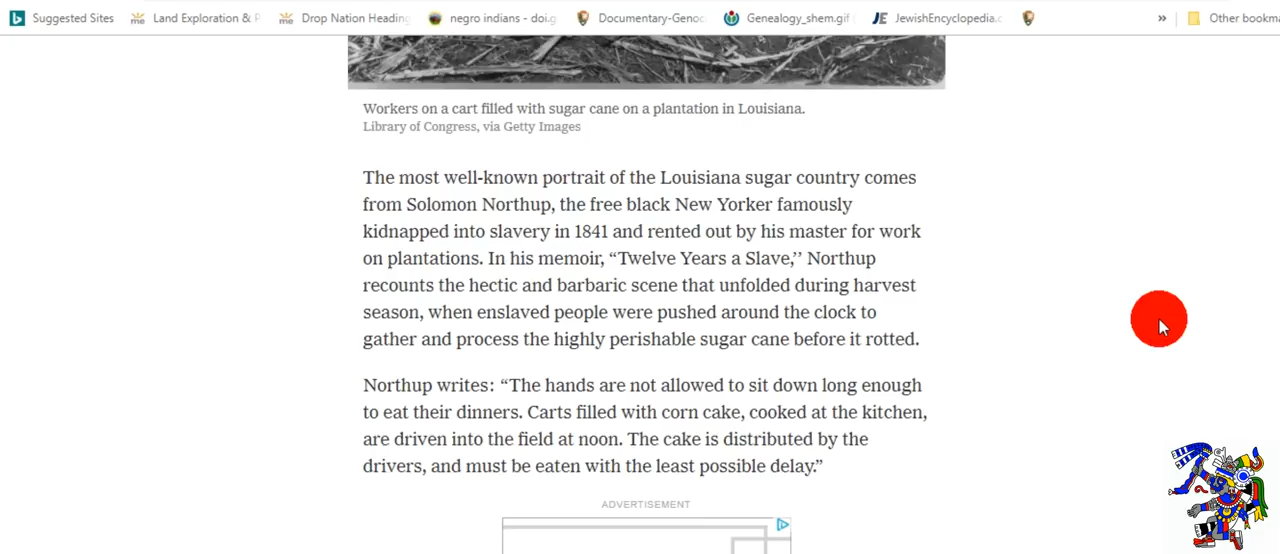 Suggested Sites Land Exploration & P Drop Nation Heading negro indians - doi.g Documentary-Genoc Genealogy_shem.gif ( JewishEncyclopedia.c » Other bookma
Workers on a cart filled with sugar cane on a plantation in Louisiana.
Library of Congress, via Getty Images
The most well-known portrait of the Louisiana sugar country comes
from Solomon Northup, the free black New Yorker famously
kidnapped into slavery in 1841 and rented out by his master for work
on plantations. In his memoir, “Twelve Years a Slave,’’ Northup
recounts the hectic and barbaric scene that unfolded during harvest
season, when enslaved people were pushed around the clock to
gather and process the highly perishable sugar cane before it rotted.
Northup writes: “The hands are not allowed to sit down long enough
to eat their dinners. Carts filled with corn cake, cooked at the kitchen,
are driven into the field at noon. The cake is distributed by the
drivers, and must be eaten with the least possible delay.”
ADVERTISEMENT